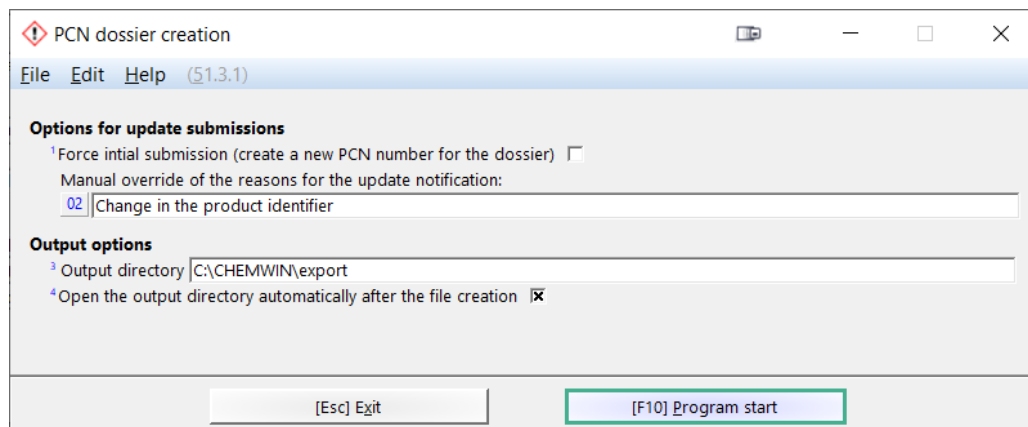 PCN dossier creation
File Edit Help (51.3.1)
Options for update submissions
1 Force intial submission (create a new PCN number for the dossier)
Manual override of the reasons for the update notification:
02 Change in the product identifier
Output options
3 Output directory C:\CHEMWIN\export
4 Open the output directory automatically after the file creation
[Esc] Exit [F10] Program start